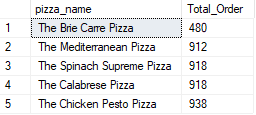 pizza_name Total_Order
1 The Brie Carre Pizza 480
2 The Mediterranean Pizza 912
3 The Spinach Supreme Pizza 918
4 The Calabrese Pizza 918
5 The Chicken Pesto Pizza 938